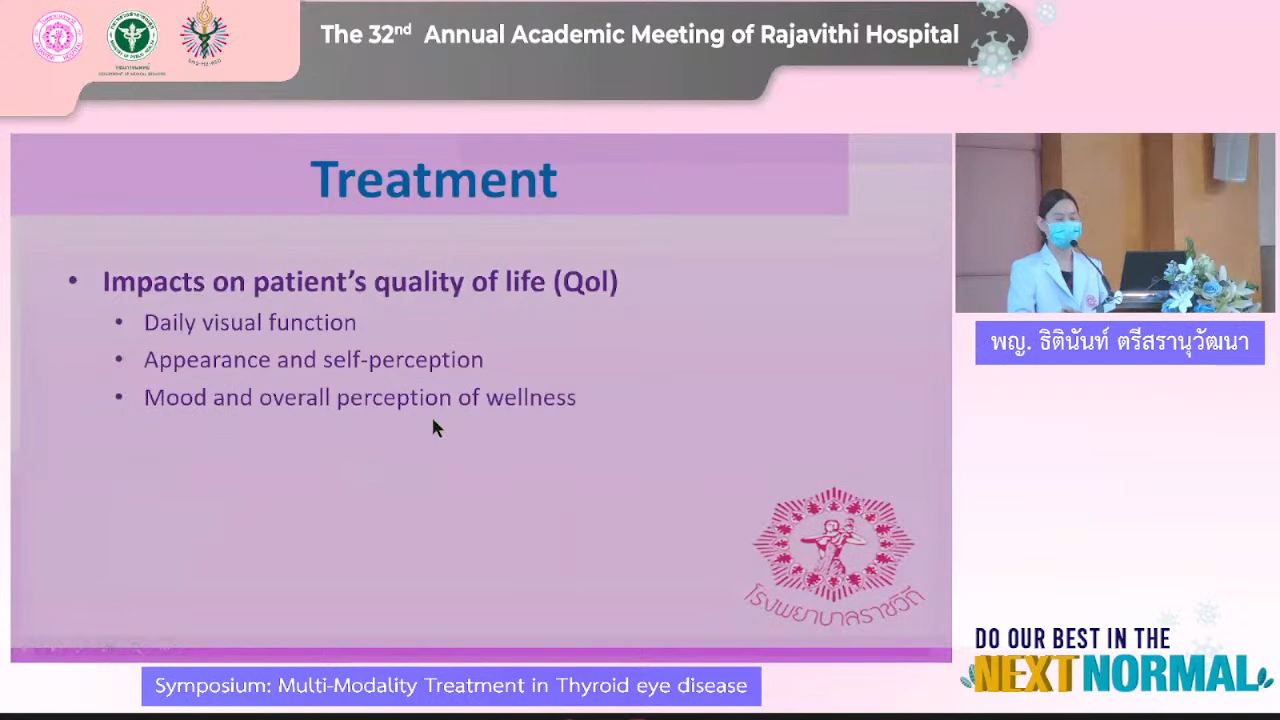 The 32nd Annual Academic Meeting of Rajavithi Hospital
Treatment
• Impacts on patient’s quality of life (Qol)
• Daily visual function
• Appearance and self-perception
• Mood and overall perception of wellness
โรงพยาบาลราชวิถี
พญ. ธิตินันท์ ตรีสรานุวัฒนา
DO OUR BEST IN THE
NEXT NORMAL
Symposium: Multi-Modality Treatment in Thyroid eye disease